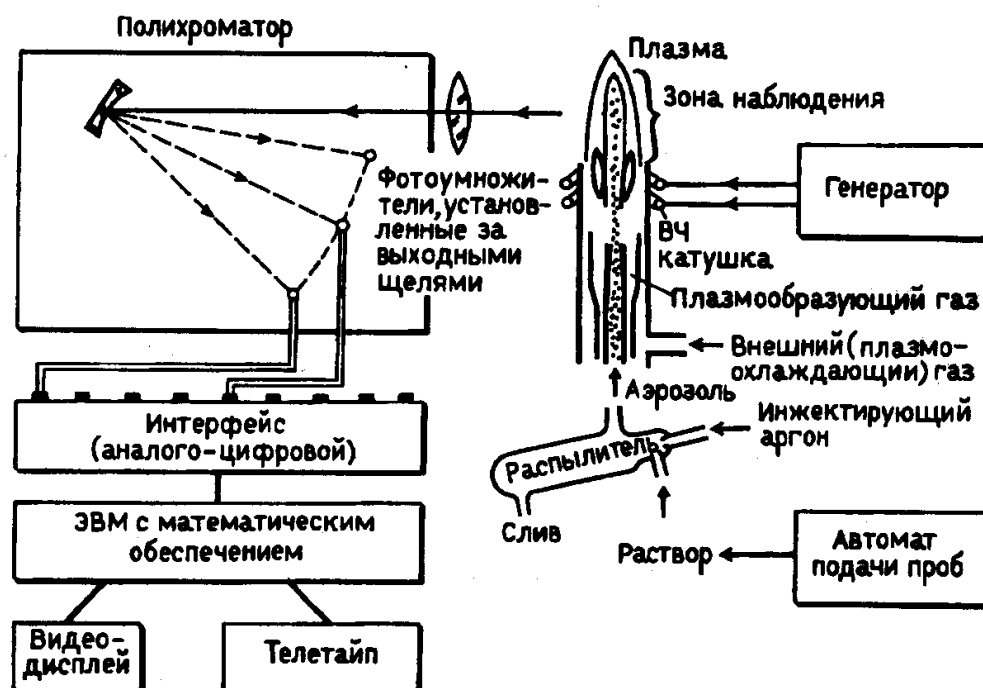 Полихроматор
Плазма
Зона наблюдения
Фотоумножи-
тели, установ-
ленные за
выходными
щелями
Генератор
ВЧ
катушка
Плазмообразующий газ
Внешний (плазмо-
охлаждающий) газ
Аэрозоль
Инжектирующий
аргон
Распылитель
Слив
Раствор
Автомат
подачи проб
Интерфейс
(аналого-цифровой)
ЭВМ с математическим
обеспечением
Видео-
дисплей
Телетайп